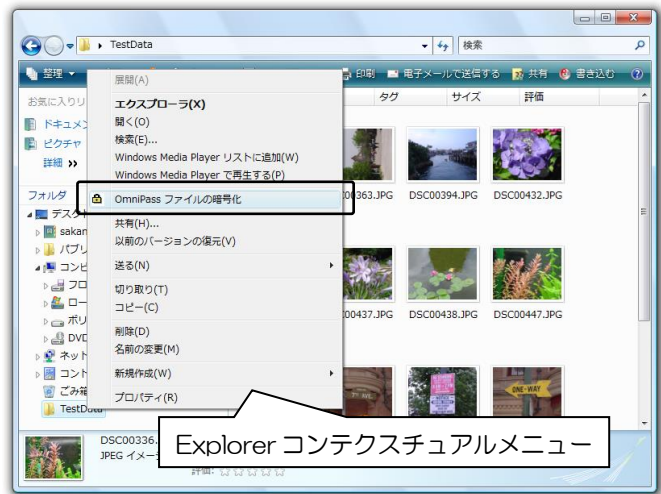 TestData
検索
整理
印刷
電子メールで送信する
共有
書き込む
タグ
サイズ
評価
お気に入りリ
ドキュメン
ピクチャ
詳細
フォルダ
デスクト
sakan
パブリ
コンピ
フロ
ロー
ボリ
DVD
ネット
コント
ごみ箱
TestData
展開(A)
エクスプローラ(X)
開く(O)
検索(E)...
Windows Media Player リストに追加(W)
Windows Media Player で再生する(P)
OmniPass ファイルの暗号化
共有(H)...
以前のバージョンの復元(V)
送る(N)
切り取り(T)
コピー(C)
削除(D)
名前の変更(M)
新規作成(W)
プロパティ(R)
00363.JPG
DSC00394.JPG
DSC00432.JPG
00437.JPG
DSC00438.JPG
DSC00447.JPG
7th AVE.
ONE-WAY
Explorer コンテクスチュアルメニュー
DSC00336.
JPEG イメー
評価: